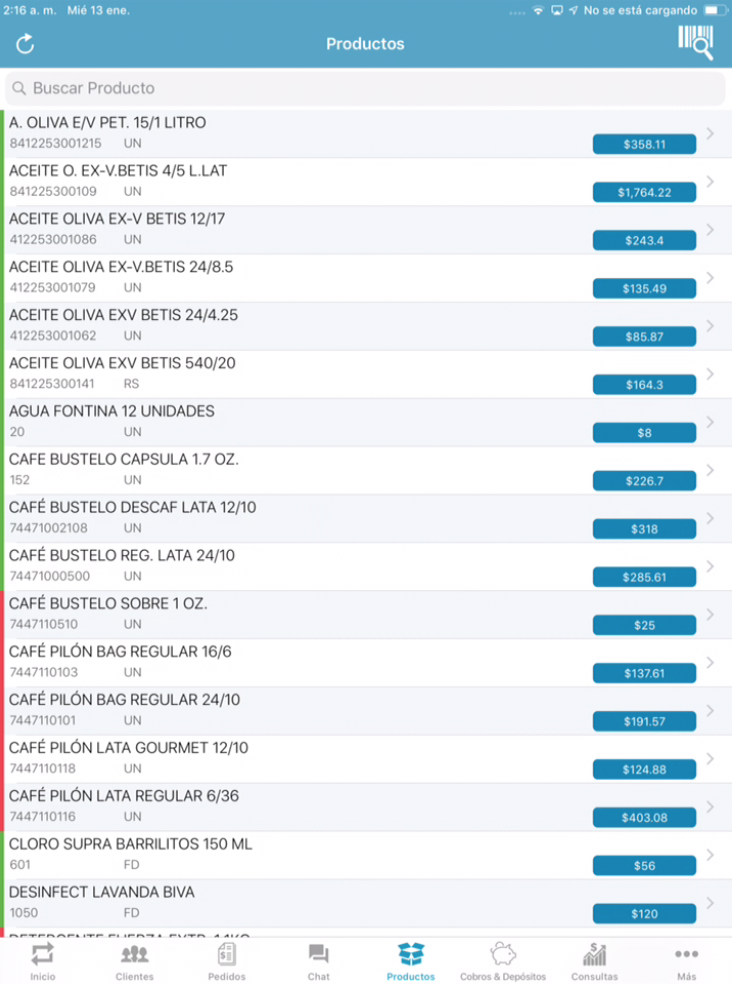 2:16 a. m. Mié 13 ene. No se está cargando
Productos
Buscar Producto
A. OLIVA E/V PET. 15/1 LITRO
8412253001215 UN $358.11
ACEITE O. EX-V.BETIS 4/5 L.LAT
841225300109 UN $1,764.22
ACEITE OLIVA EX-V BETIS 12/17
412253001086 UN $243.4
ACEITE OLIVA EX-V.BETIS 24/8.5
412253001079 UN $135.49
ACEITE OLIVA EXV BETIS 24/4.25
412253001062 UN $85.87
ACEITE OLIVA EXV BETIS 540/20
841225300141 RS $164.3
AGUA FONTINA 12 UNIDADES
20 UN $8
CAFE BUSTELO CAPSULA 1.7 OZ.
152 UN $226.7
CAFÉ BUSTELO DESCAF LATA 12/10
74471002108 UN $318
CAFÉ BUSTELO REG. LATA 24/10
74471000500 UN $285.61
CAFÉ BUSTELO SOBRE 1 OZ.
7447110510 UN $25
CAFÉ PILÓN BAG REGULAR 16/6
7447110103 UN $137.61
CAFÉ PILÓN BAG REGULAR 24/10
7447110101 UN $191.57
CAFÉ PILÓN LATA GOURMET 12/10
7447110118 UN $124.88
CAFÉ PILÓN LATA REGULAR 6/36
7447110116 UN $403.08
CLORO SUPRA BARRILITOS 150 ML
601 FD $56
DESINFECT LAVANDA BIVA
1050 FD $120
Inicio Clientes Pedidos Chat Productos Cobros & Depósitos Consultas Más